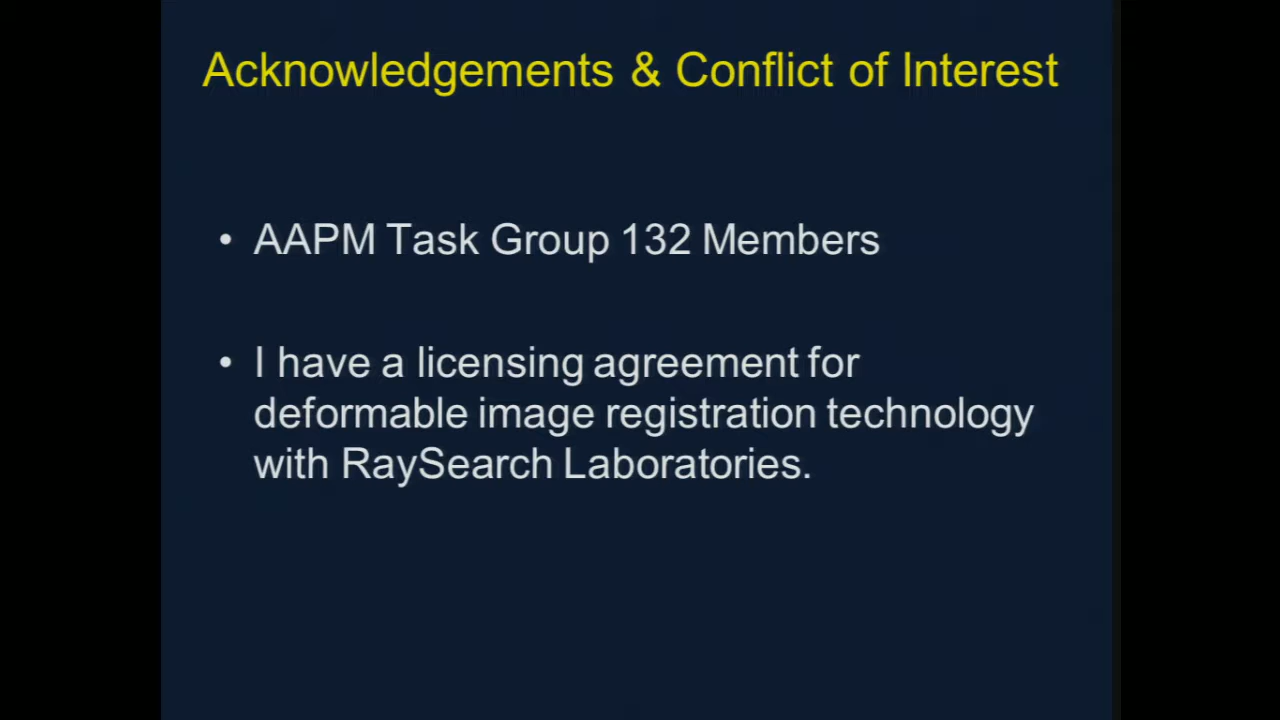 Acknowledgements & Conflict of Interest
• AAPM Task Group 132 Members
• I have a licensing agreement for
deformable image registration technology
with RaySearch Laboratories.